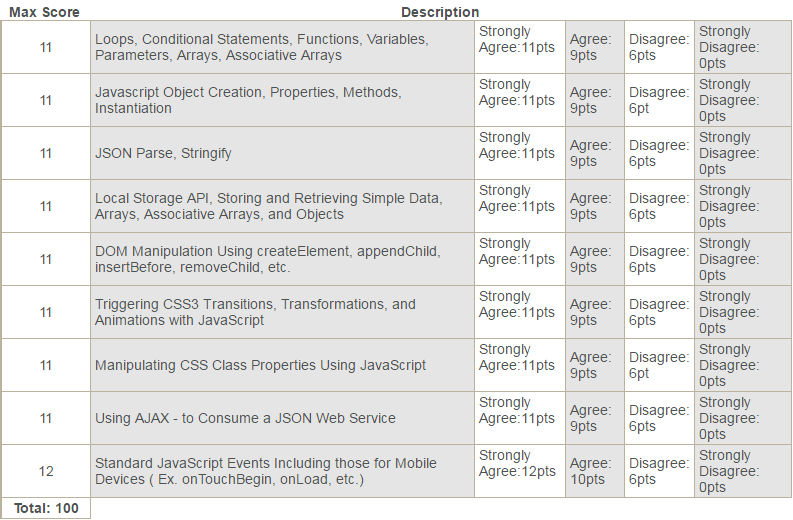 Max Score Description
11 Loops, Conditional Statements, Functions, Variables, Parameters, Arrays, Associative Arrays Strongly Agree:11pts Agree: 9pts Disagree: 6pts Strongly Disagree: 0pts
11 Javascript Object Creation, Properties, Methods, Instantiation Strongly Agree:11pts Agree: 9pts Disagree: 6pt Strongly Disagree: 0pts
11 JSON Parse, Stringify Strongly Agree:11pts Agree: 9pts Disagree: 6pts Strongly Disagree: 0pts
11 Local Storage API, Storing and Retrieving Simple Data, Arrays, Associative Arrays, and Objects Strongly Agree:11pts Agree: 9pts Disagree: 6pts Strongly Disagree: 0pts
11 DOM Manipulation Using createElement, appendChild, insertBefore, removeChild, etc. Strongly Agree:11pts Agree: 9pts Disagree: 6pts Strongly Disagree: 0pts
11 Triggering CSS3 Transitions, Transformations, and Animations with JavaScript Strongly Agree:11pts Agree: 9pts Disagree: 6pts Strongly Disagree: 0pts
11 Manipulating CSS Class Properties Using JavaScript Strongly Agree:11pts Agree: 9pts Disagree: 6pt Strongly Disagree: 0pts
11 Using AJAX - to Consume a JSON Web Service Strongly Agree:11pts Agree: 9pts Disagree: 6pts Strongly Disagree: 0pts
12 Standard JavaScript Events Including those for Mobile Devices ( Ex. onTouchBegin, onLoad, etc.) Strongly Agree:12pts Agree: 10pts Disagree: 6pts Strongly Disagree: 0pts
Total: 100